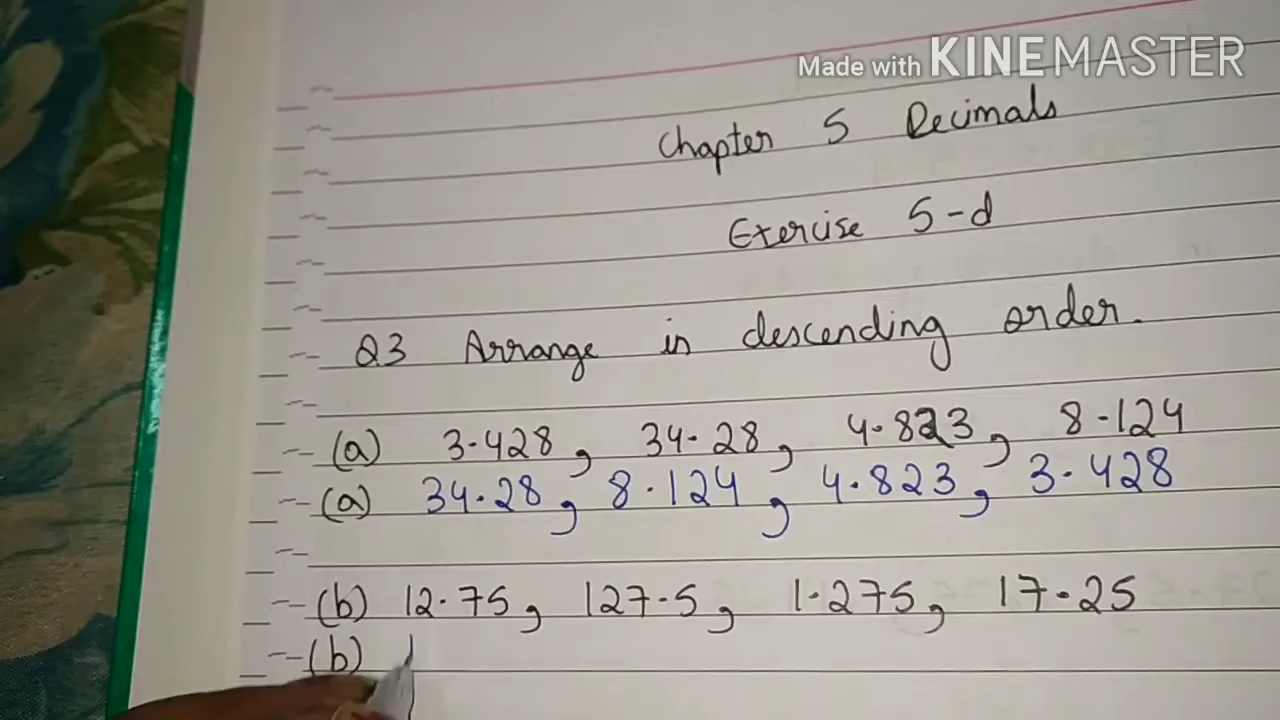 Made with KINEMASTER
Chapter 5 Decimals
Exercise 5-d
Q3 Arrange in descending order.
(a) 3.428, 34.28, 4.823, 8.124
(a) 34.28, 8.124, 4.823, 3.428
(b) 12.75, 127.5, 1.275, 17.25
(b) 1